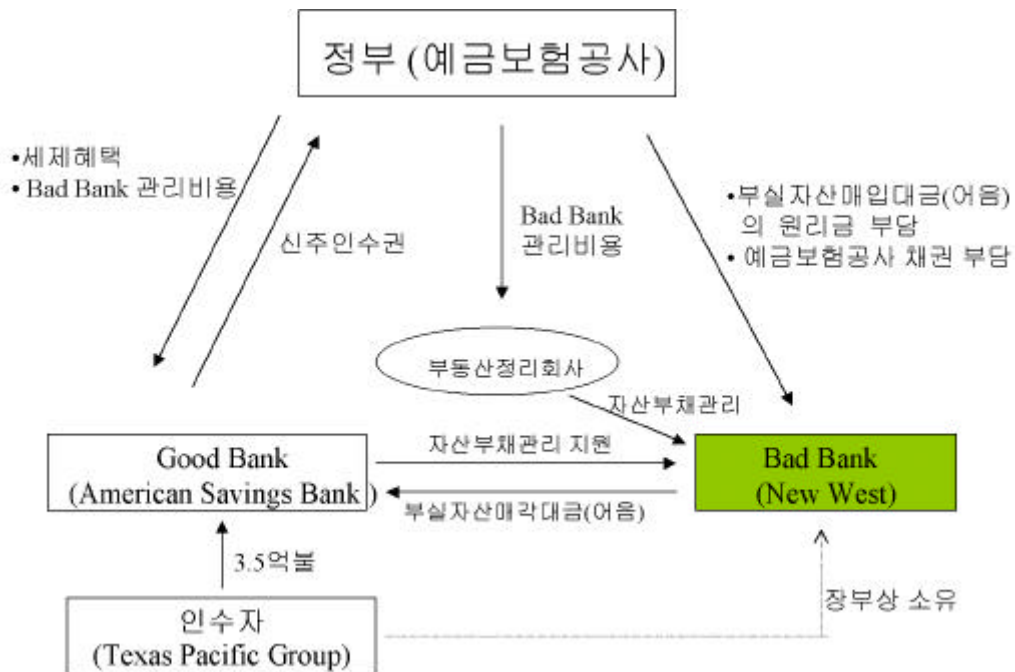 정부 (예금보험공사)
•세제혜택
• Bad Bank 관리비용
신주인수권
Bad Bank
관리비용
•부실자산매입대금(어음)
의 원리금 부담
• 예금보험공사 채권 부담
부동산정리회사
자산부채관리
Good Bank
(American Savings Bank )
자산부채관리 지원
부실자산매각대금(어음)
Bad Bank
(New West)
3.5억불
장부상 소유
인수자
(Texas Pacific Group)